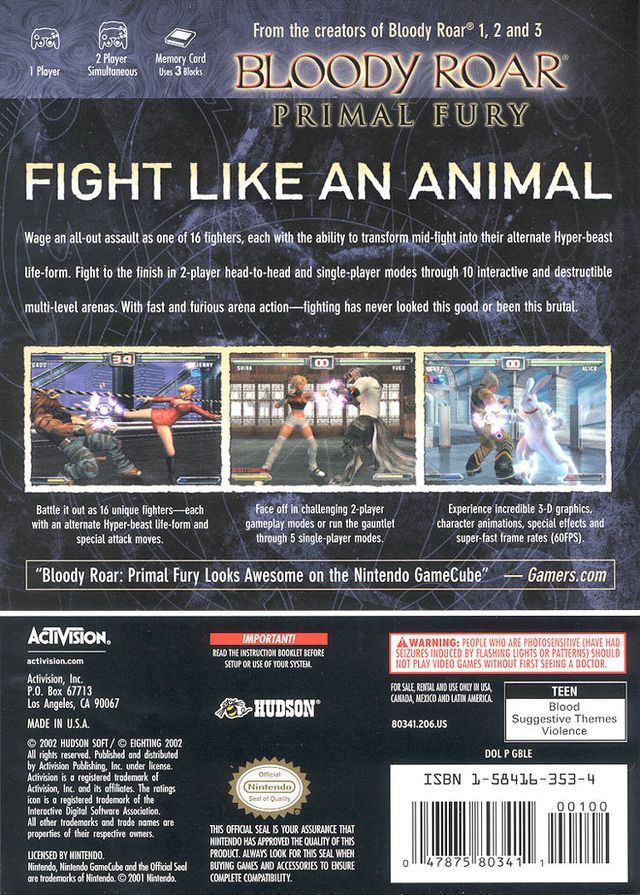 1 Player
2 Player
Simultaneous
Memory Card
Uses 3 Blocks
From the creators of Bloody Roar® 1, 2 and 3
BLOODY ROAR®
PRIMAL FURY
FIGHT LIKE AN ANIMAL
Wage an all-out assault as one of 16 fighters, each with the ability to transform mid-fight into their alternate Hyper-beast
life-form. Fight to the finish in 2-player head-to-head and single-player modes through 10 interactive and destructible
multi-level arenas. With fast and furious arena action—fighting has never looked this good or been this brutal.
GADO 34 JENNY
SHINA 00 YUGO
00 ALICE
Battle it out as 16 unique fighters—each
with an alternate Hyper-beast life-form and
special attack moves.
Face off in challenging 2-player
gameplay modes or run the gauntlet
through 5 single-player modes.
Experience incredible 3-D graphics,
character animations, special effects and
super-fast frame rates (60FPS).
"Bloody Roar: Primal Fury Looks Awesome on the Nintendo GameCube" — Gamers.com
ACTIVISION®
activision.com
Activision, Inc.
P.O. Box 67713
Los Angeles, CA 90067
MADE IN U.S.A.
© 2002 HUDSON SOFT / © EIGHTING 2002
All rights reserved. Published and distributed
by Activision Publishing, Inc. under license.
Activision is a registered trademark of
Activision, Inc. and its affiliates. The ratings
icon is a registered trademark of the
Interactive Digital Software Association.
All other trademarks and trade names are
properties of their respective owners.
LICENSED BY NINTENDO.
Nintendo, Nintendo GameCube and the Official Seal
are trademarks of Nintendo. © 2001 Nintendo.
IMPORTANT!
READ THE INSTRUCTION BOOKLET BEFORE
SETUP OR USE OF YOUR SYSTEM.
HUDSON®
Official
Nintendo
Seal of Quality
THIS OFFICIAL SEAL IS YOUR ASSURANCE THAT
NINTENDO HAS APPROVED THE QUALITY OF THIS
PRODUCT. ALWAYS LOOK FOR THIS SEAL WHEN
BUYING GAMES AND ACCESSORIES TO ENSURE
COMPLETE COMPATIBILITY.
WARNING: PEOPLE WHO ARE PHOTOSENSITIVE (HAVE HAD
SEIZURES INDUCED BY FLASHING LIGHTS OR PATTERNS) SHOULD
NOT PLAY VIDEO GAMES WITHOUT FIRST SEEING A DOCTOR.
FOR SALE, RENTAL AND USE ONLY IN USA,
CANADA, MEXICO AND LATIN AMERICA.
80341.206.US
TEEN
Blood
Suggestive Themes
Violence
DOL P GBLE
ISBN 1-58416-353-4
00100
0 47875 80341 1